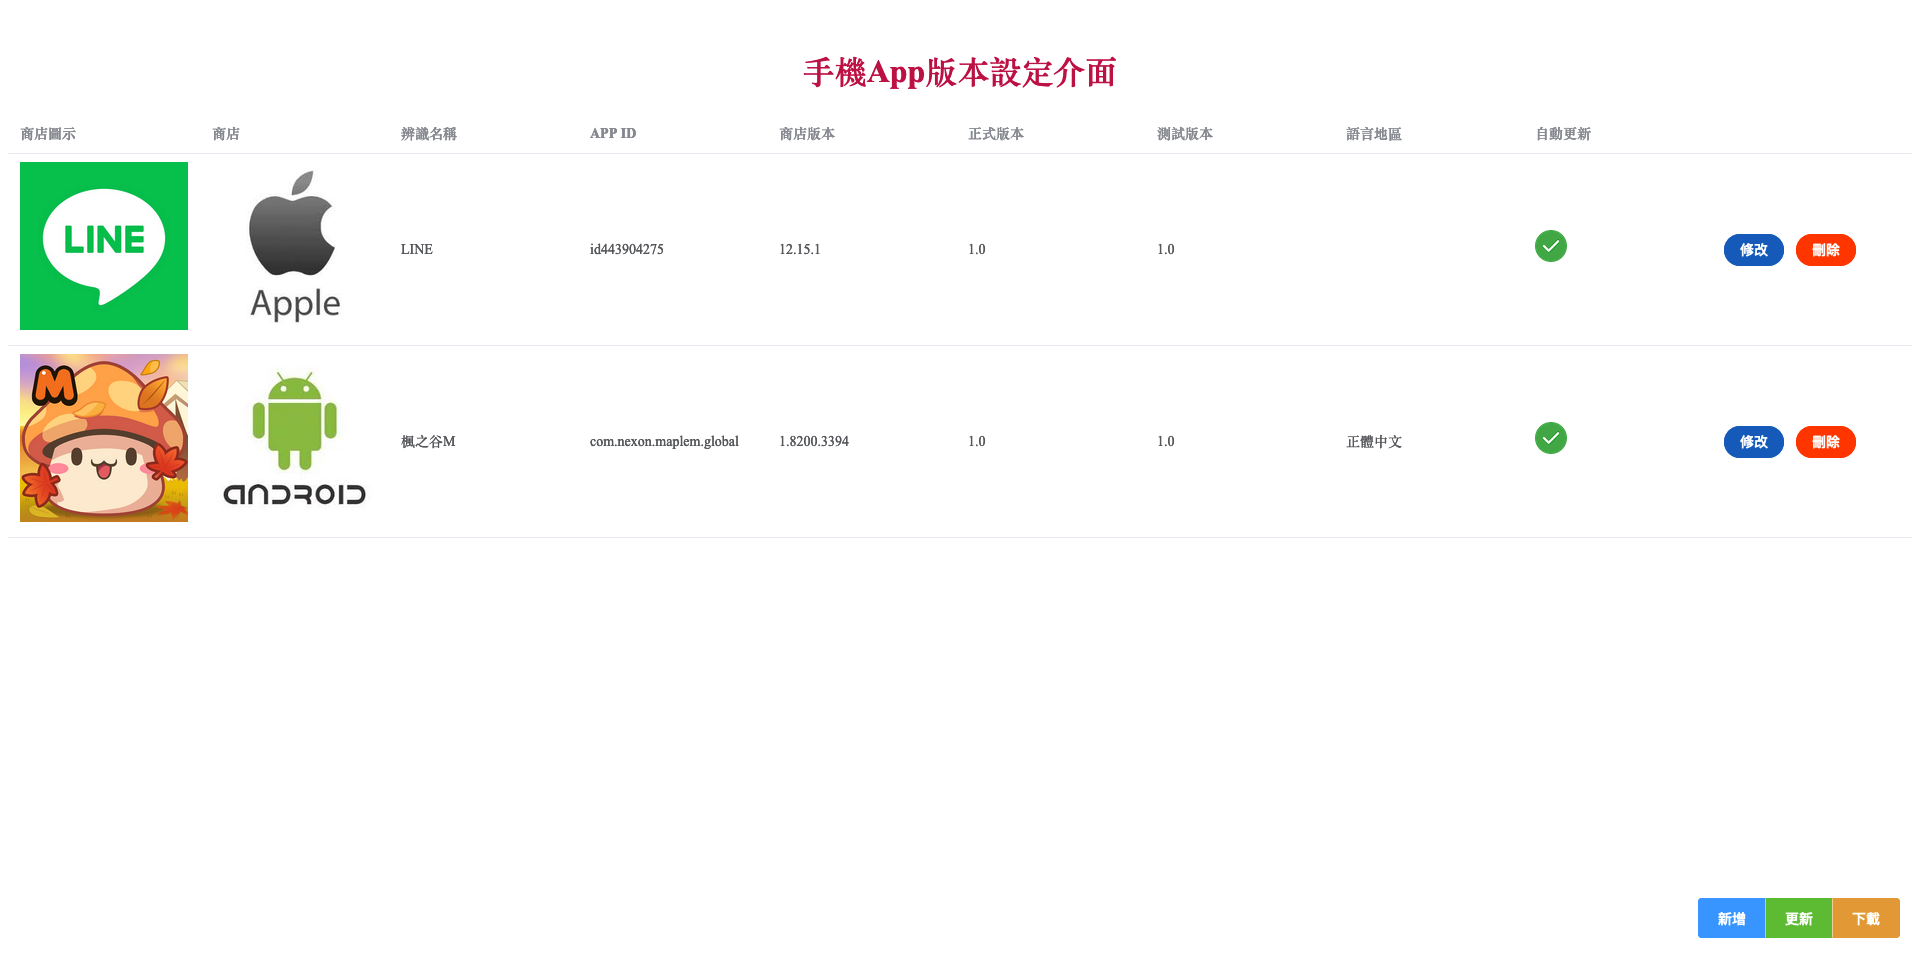 手機App版本設定介面
商店圖示 商店 辨識名稱 APP ID 商店版本 正式版本 測試版本 語言地區 自動更新
LINE
Apple
LINE id443904275 12.15.1 1.0 1.0 修改 刪除
M
ANDROID
楓之谷M com.nexon.maplem.global 1.8200.3394 1.0 1.0 正體中文 修改 刪除
新增 更新 下載